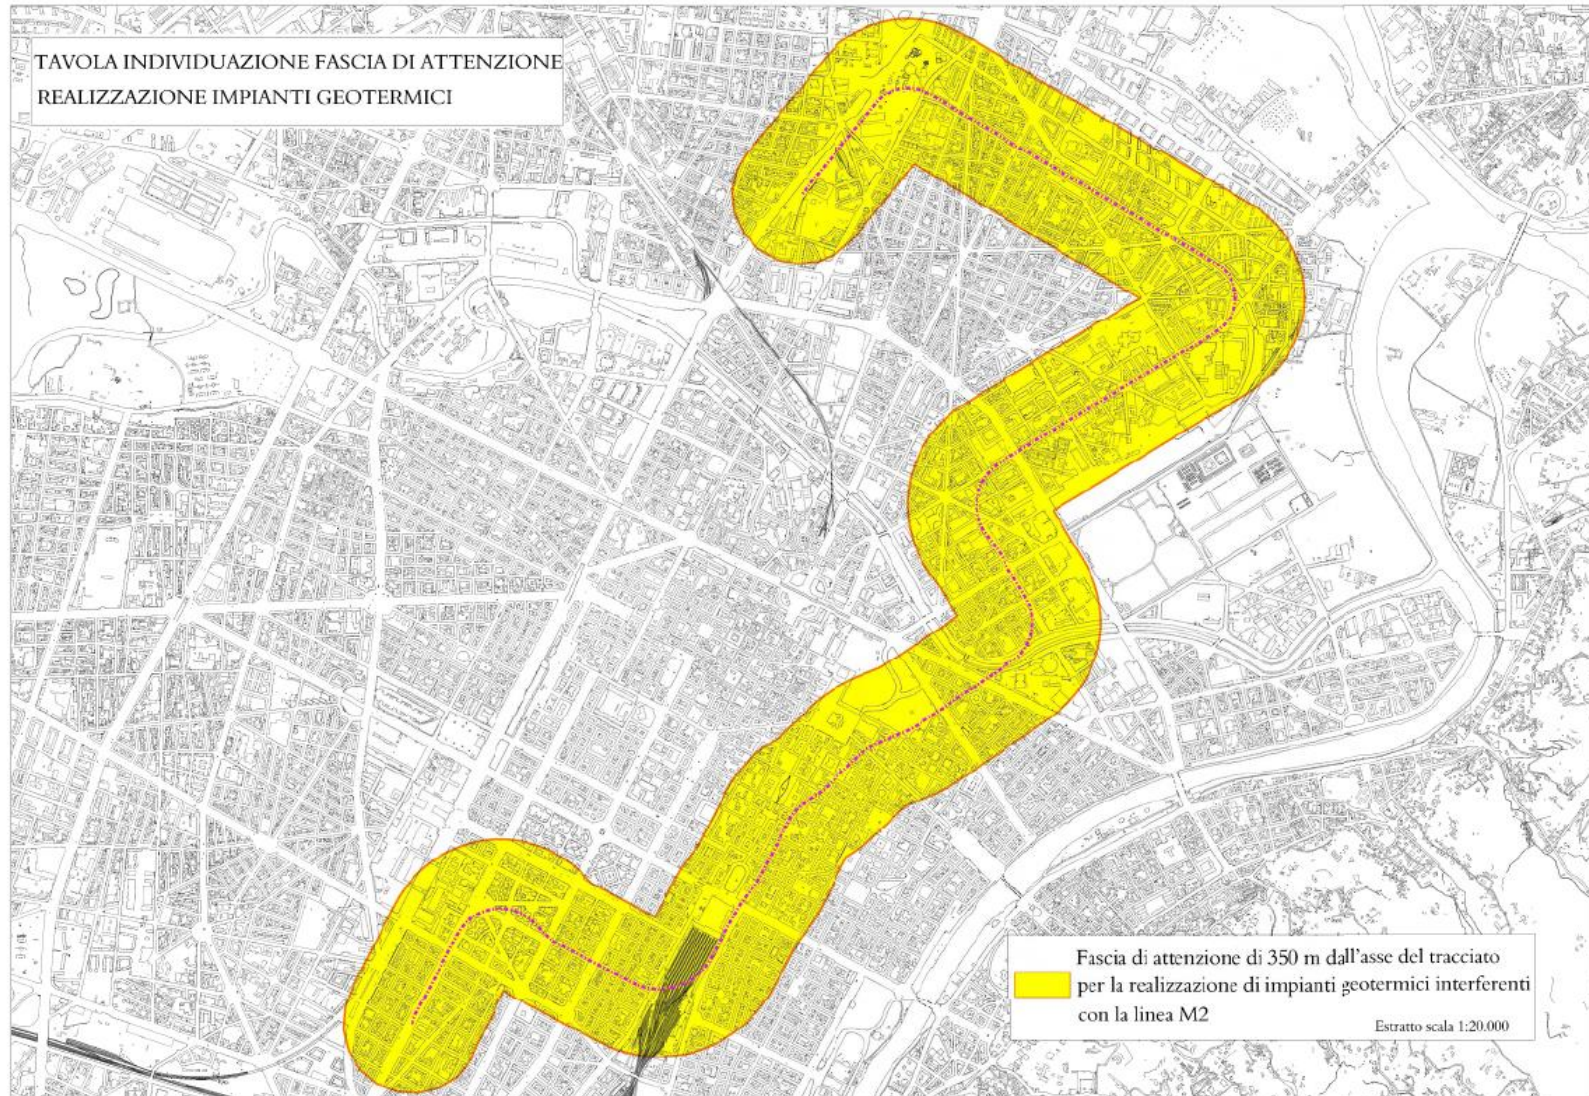 TAVOLA INDIVIDUAZIONE FASCIA DI ATTENZIONE
REALIZZAZIONE IMPIANTI GEOTERMICI
Fascia di attenzione di 350 m dall'asse del tracciato
per la realizzazione di impianti geotermici interferenti
con la linea M2
Estratto scala 1:20.000